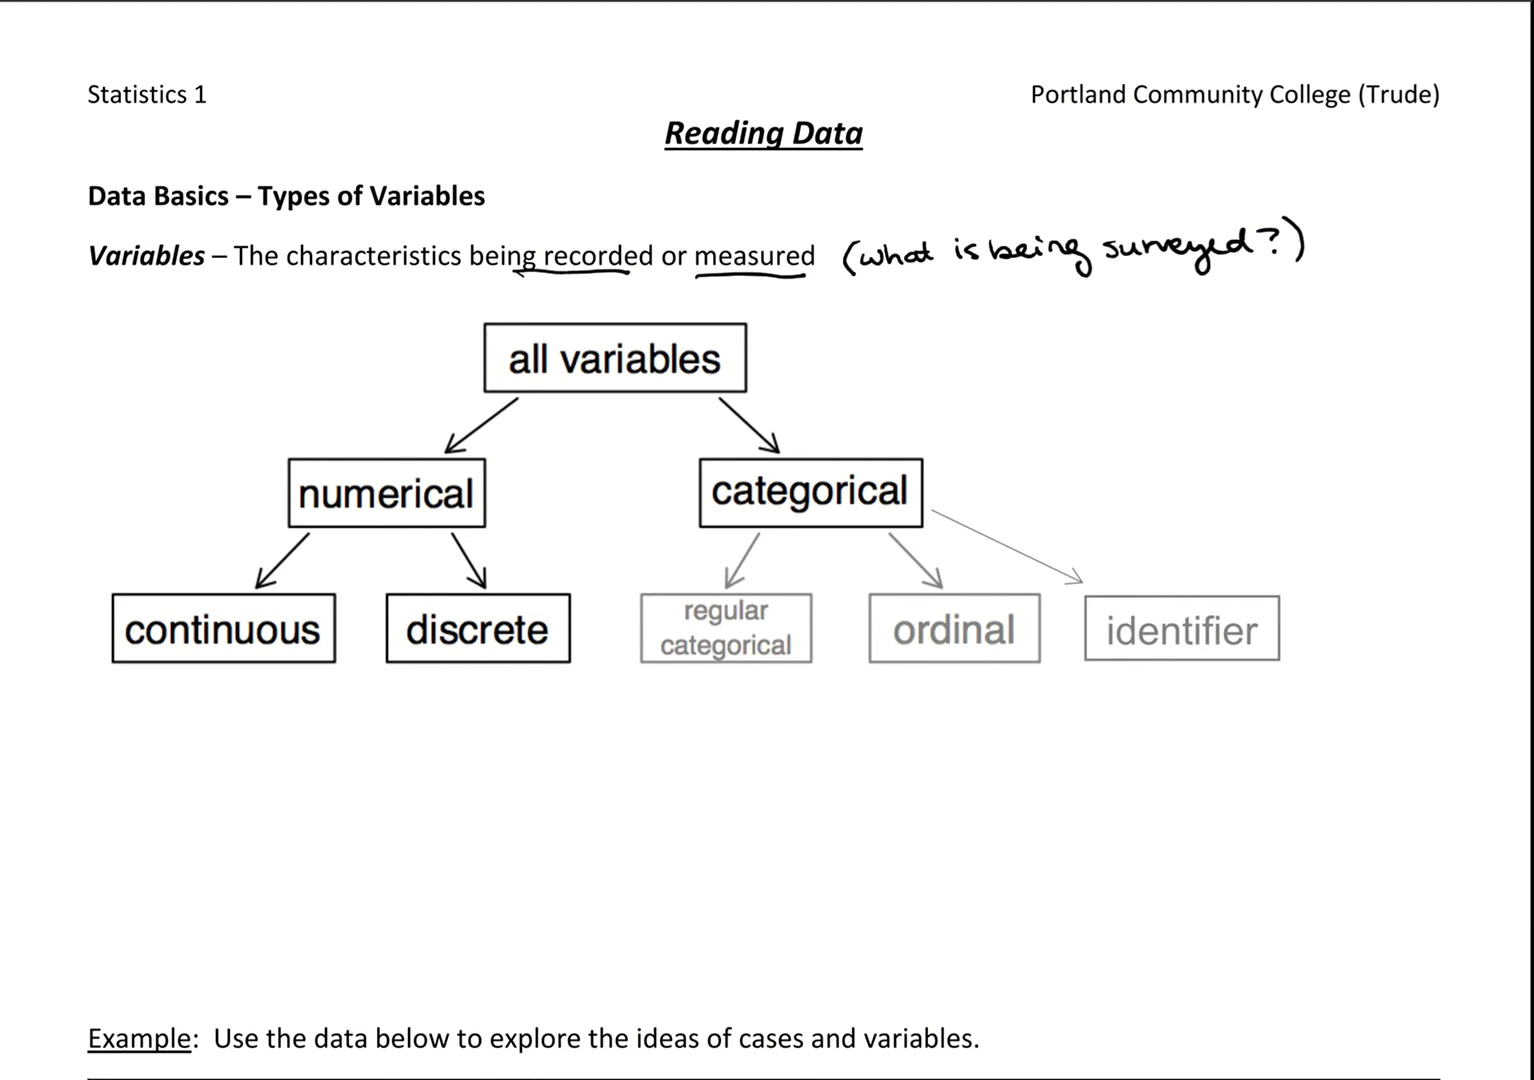 Statistics 1 Portland Community College (Trude)
Reading Data
Data Basics – Types of Variables
Variables – The characteristics being recorded or measured (what is being surveyed?)
all variables
numerical categorical
continuous discrete regular categorical ordinal identifier
Example: Use the data below to explore the ideas of cases and variables.